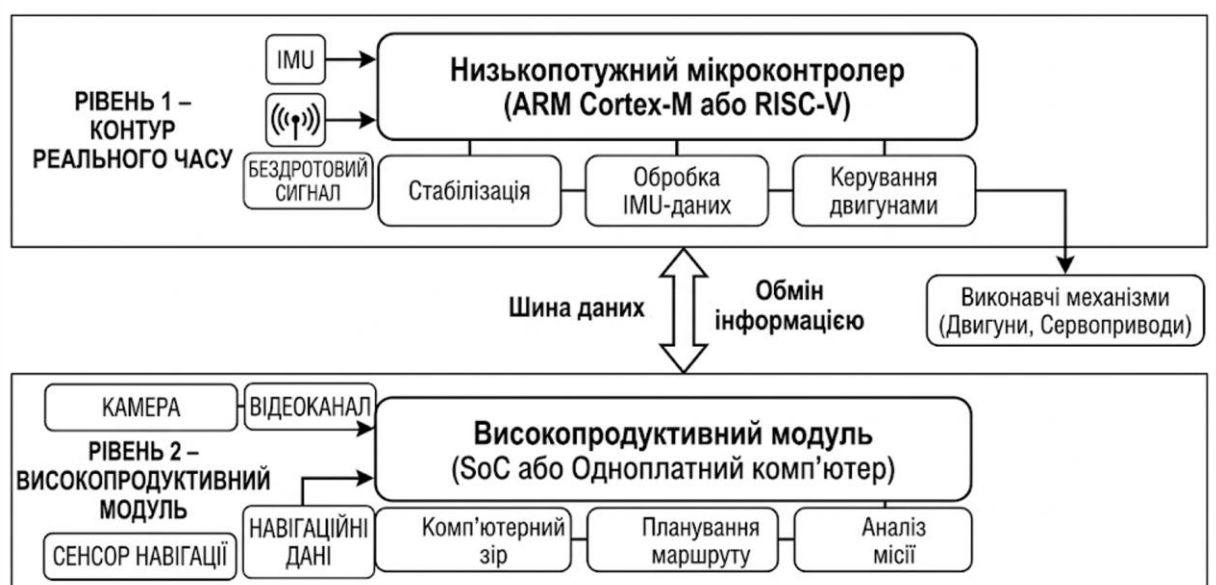 РІВЕНЬ 1 –
КОНТУР
РЕАЛЬНОГО ЧАСУ
IMU
БЕЗДРОТОВИЙ
СИГНАЛ
Низькопотужний мікроконтролер
(ARM Cortex-M або RISC-V)
Стабілізація
Обробка
IMU-даних
Керування
двигунами
Шина даних
Обмін
інформацією
Виконавчі механізми
(Двигуни, Сервоприводи)
КАМЕРА
ВІДЕОКАНАЛ
РІВЕНЬ 2 –
ВИСОКОПРОДУКТИВНИЙ
МОДУЛЬ
СЕНСОР НАВІГАЦІЇ
НАВІГАЦІЙНІ
ДАНІ
Високопродуктивний модуль
(SoC або Одноплатний комп'ютер)
Комп'ютерний
зір
Планування
маршруту
Аналіз
місії